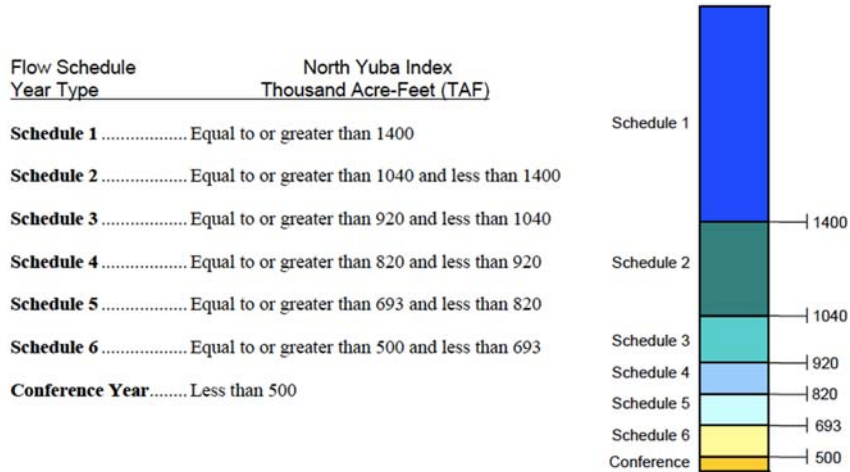 Flow Schedule North Yuba Index
Year Type Thousand Acre-Feet (TAF)
Schedule 1 .................. Equal to or greater than 1400
Schedule 2 .................. Equal to or greater than 1040 and less than 1400
Schedule 3 .................. Equal to or greater than 920 and less than 1040
Schedule 4 .................. Equal to or greater than 820 and less than 920
Schedule 5 .................. Equal to or greater than 693 and less than 820
Schedule 6 .................. Equal to or greater than 500 and less than 693
Conference Year........ Less than 500
Schedule 1
1400
Schedule 2
1040
Schedule 3
920
Schedule 4
820
Schedule 5
693
Schedule 6
500
Conference